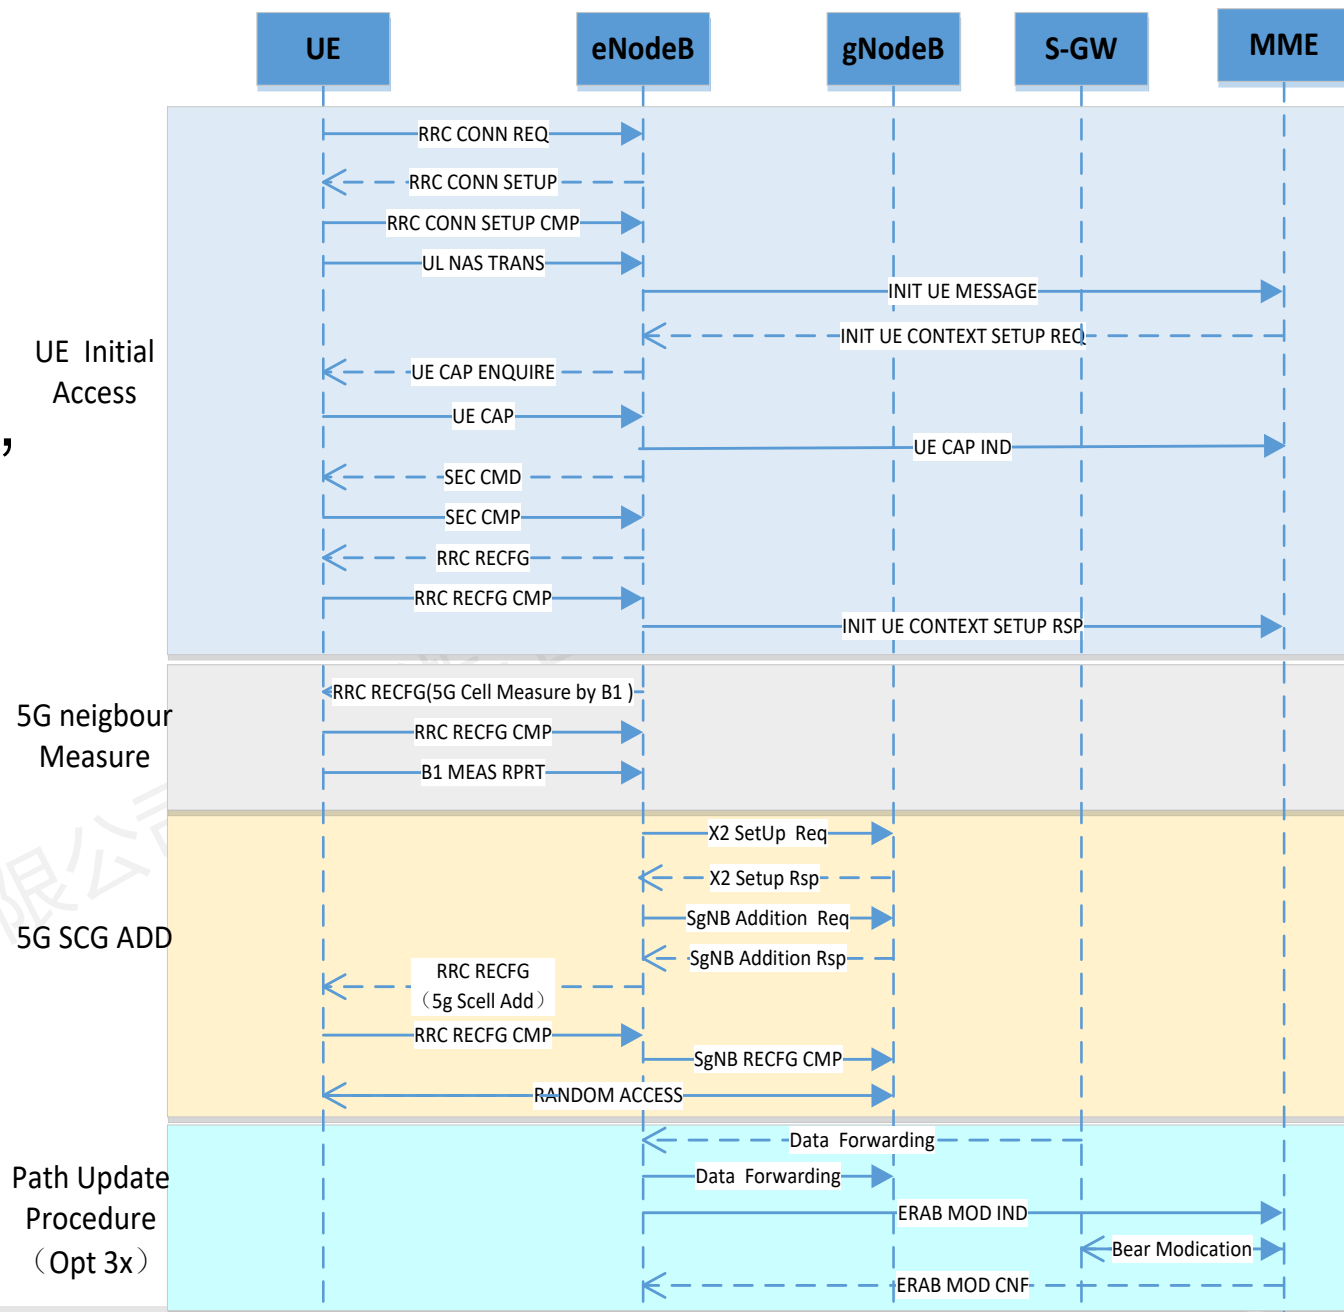 UE
eNodeB
gNodeB
S-GW
MME
UE Initial
Access
,
RRC CONN REQ
RRC CONN SETUP
RRC CONN SETUP CMP
UL NAS TRANS
INIT UE MESSAGE
INIT UE CONTEXT SETUP REQ
UE CAP ENQUIRE
UE CAP
UE CAP IND
SEC CMD
SEC CMP
RRC RECFG
RRC RECFG CMP
INIT UE CONTEXT SETUP RSP
5G neigbour
Measure
RRC RECFG(5G Cell Measure by B1 )
RRC RECFG CMP
B1 MEAS RPRT
5G SCG ADD
X2 SetUp Req
X2 Setup Rsp
SgNB Addition Req
SgNB Addition Rsp
RRC RECFG
（5g Scell Add）
RRC RECFG CMP
SgNB RECFG CMP
RANDOM ACCESS
Path Update
Procedure
（Opt 3x）
Data Forwarding
Data Forwarding
ERAB MOD IND
Bear Modication
ERAB MOD CNF
限公司